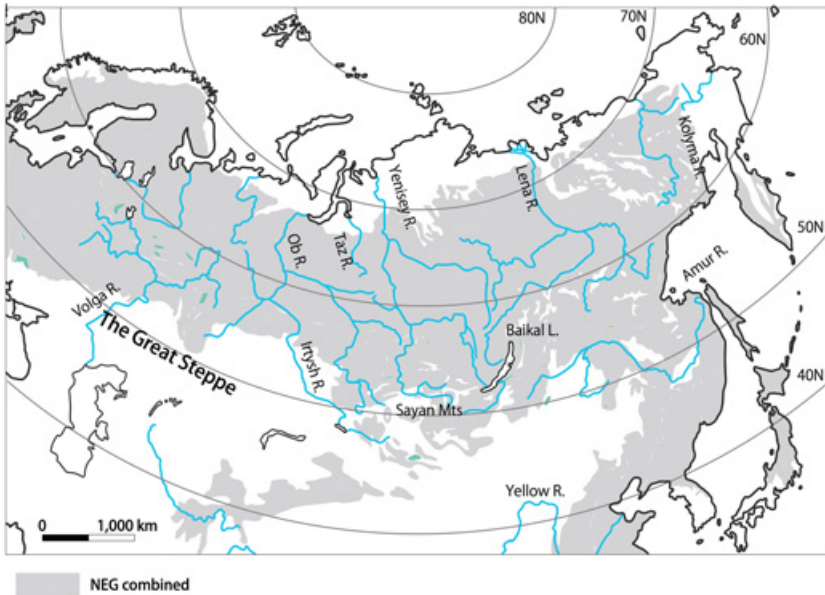 80N
70N
60N
Kolyma R.
Lena R.
Yenisey R.
Taz R.
Ob R.
50N
Amur R.
Volga R.
The Great Steppe
Irtysh R.
Baikal L.
Sayan Mts
40N
Yellow R.
0 1,000 km
NEG combined